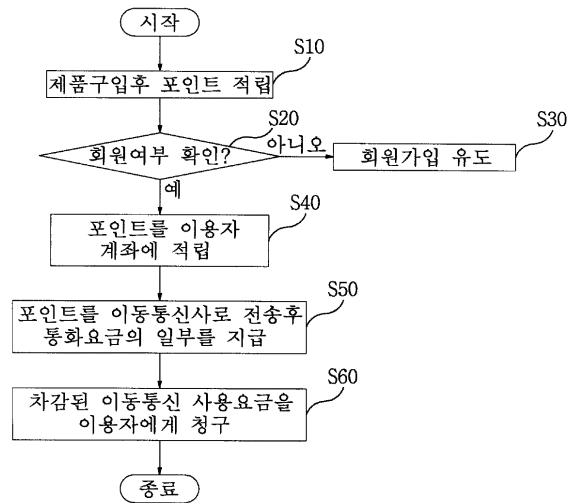 시작
S10
제품구입후 포인트 적립
S20
회원여부 확인?
아니오
S30
회원가입 유도
예
S40
포인트를 이용자
계좌에 적립
S50
포인트를 이동통신사로 전송후
통화요금의 일부를 지급
S60
차감된 이동통신 사용요금을
이용자에게 청구
종료